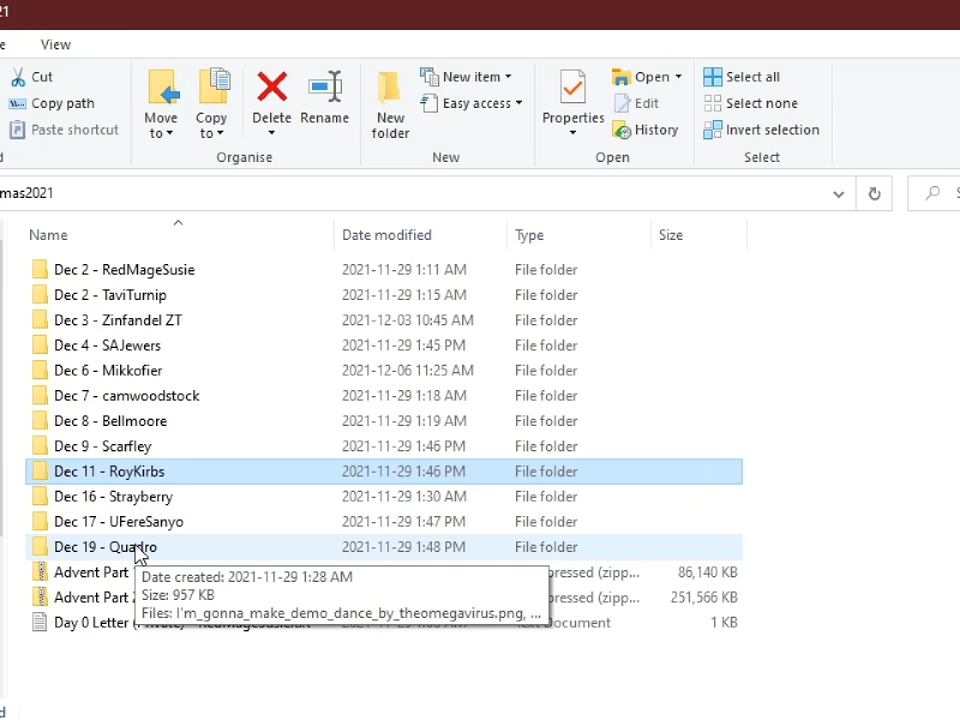 21
e View
Cut
Copy path
Paste shortcut
Move to
Copy to
Delete
Rename
Organise
New folder
New item
Easy access
New
Properties
Open
Edit
History
Open
Select all
Select none
Invert selection
Select
mas2021
Name Date modified Type Size
Dec 2 - RedMageSusie 2021-11-29 1:11 AM File folder
Dec 2 - TaviTurnip 2021-11-29 1:15 AM File folder
Dec 3 - Zinfandel ZT 2021-12-03 10:45 AM File folder
Dec 4 - SAJewers 2021-11-29 1:45 PM File folder
Dec 6 - Mikkofier 2021-12-06 11:25 AM File folder
Dec 7 - camwoodstock 2021-11-29 1:18 AM File folder
Dec 8 - Bellmoore 2021-11-29 1:19 AM File folder
Dec 9 - Scarfley 2021-11-29 1:46 PM File folder
Dec 11 - RoyKirbs 2021-11-29 1:46 PM File folder
Dec 16 - Strayberry 2021-11-29 1:30 AM File folder
Dec 17 - UFereSanyo 2021-11-29 1:47 PM File folder
Dec 19 - Quadro 2021-11-29 1:48 PM File folder
Advent Part pressed (zipp... 86,140 KB
Advent Part pressed (zipp... 251,566 KB
Day 0 Letter Document 1 KB
Date created: 2021-11-29 1:28 AM
Size: 957 KB
Files: I'm_gonna_make_demo_dance_by_theomegavirus.png, ...